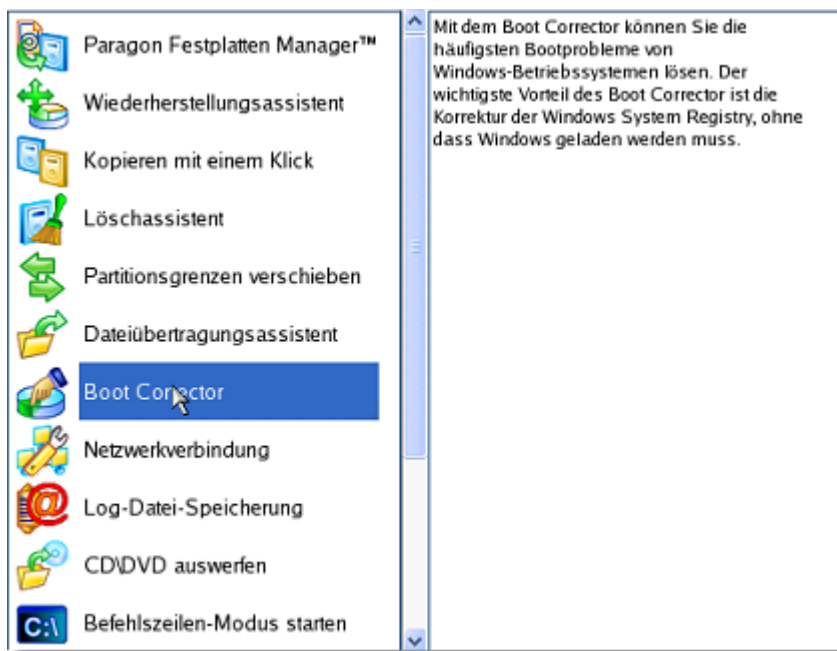 Paragon Festplatten Manager™
Wiederherstellungsassistent
Kopieren mit einem Klick
Löschassistent
Partitionsgrenzen verschieben
Dateiübertragungsassistent
Boot Corrector
Netzwerkverbindung
Log-Datei-Speicherung
CD\DVD auswerfen
C:\ Befehlszeilen-Modus starten
Mit dem Boot Corrector können Sie die
häufigsten Bootprobleme von
Windows-Betriebssystemen lösen. Der
wichtigste Vorteil des Boot Corrector ist die
Korrektur der Windows System Registry, ohne
dass Windows geladen werden muss.